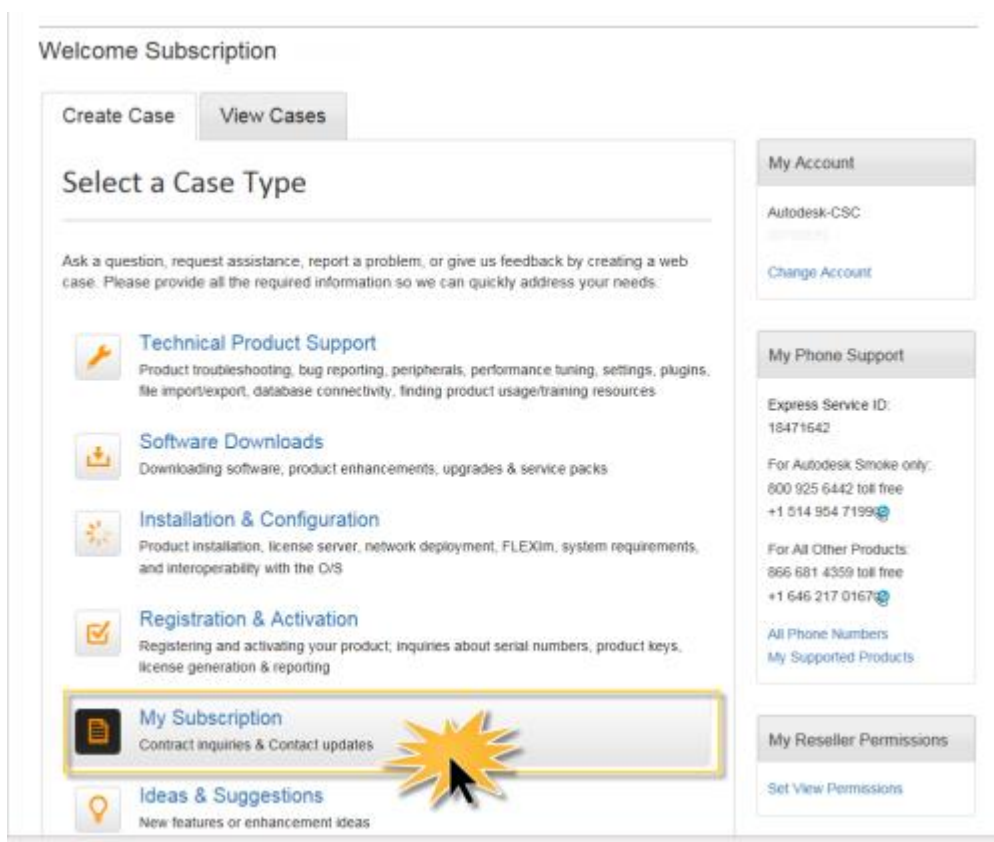 Welcome Subscription
Create Case
View Cases
Select a Case Type
Ask a question, request assistance, report a problem, or give us feedback by creating a web
case. Please provide all the required information so we can quickly address your needs.
Technical Product Support
Product troubleshooting, bug reporting, peripherals, performance tuning, settings, plugins,
file import/export, database connectivity, finding product usage/training resources
Software Downloads
Downloading software, product enhancements, upgrades & service packs
Installation & Configuration
Product installation, license server, network deployment, FLEXlm, system requirements,
and interoperability with the O/S
Registration & Activation
Registering and activating your product; inquiries about serial numbers, product keys,
license generation & reporting
My Subscription
Contract inquiries & Contact updates
Ideas & Suggestions
New features or enhancement ideas
My Account
Autodesk-CSC
Change Account
My Phone Support
Express Service ID:
18471642
For Autodesk Smoke only:
800 925 6442 toll free
+1 514 954 7199
For All Other Products:
866 681 4359 toll free
+1 646 217 0167
All Phone Numbers
My Supported Products
My Reseller Permissions
Set View Permissions